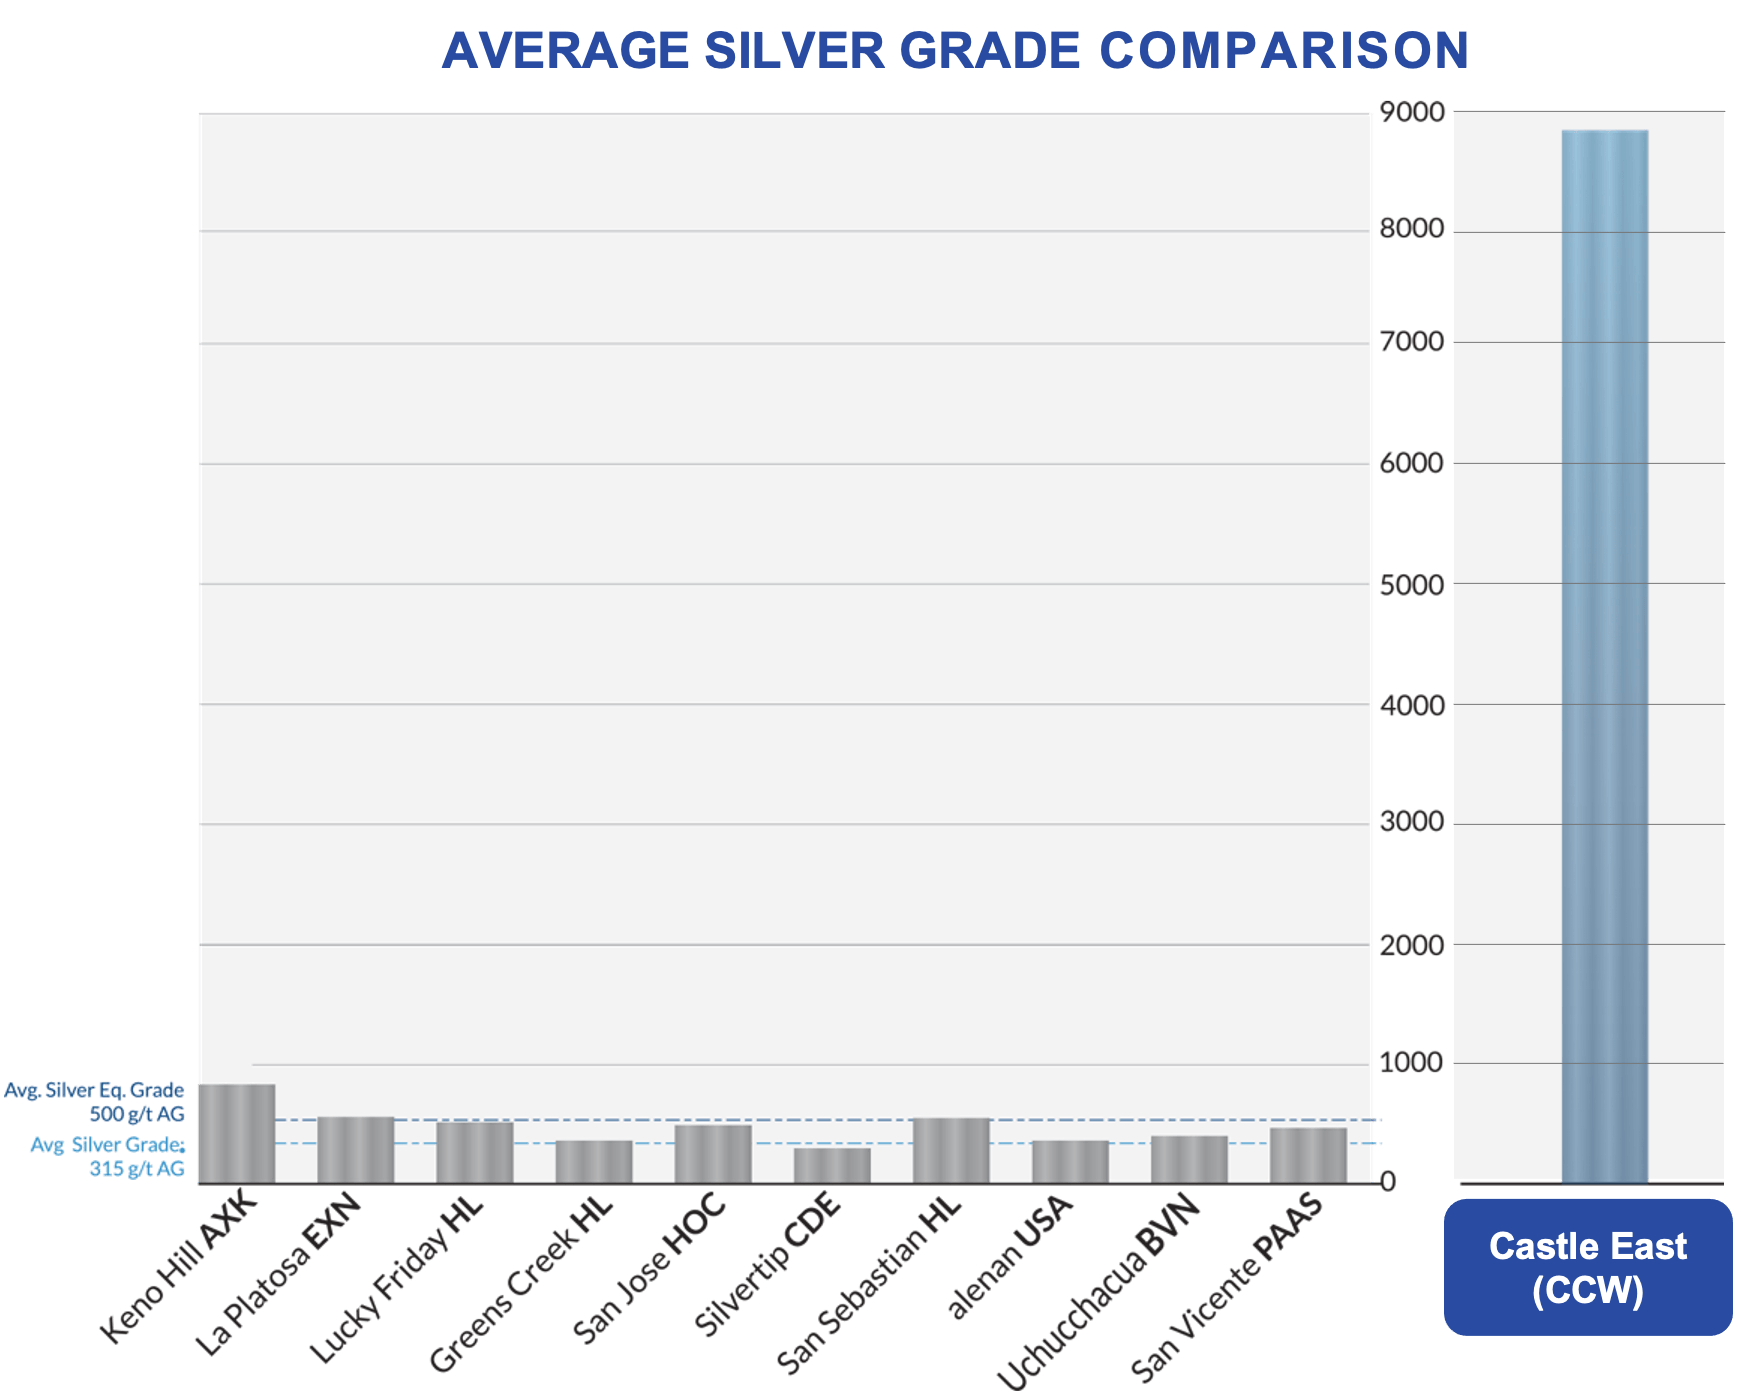 AVERAGE SILVER GRADE COMPARISON
9000
8000
7000
6000
5000
4000
3000
2000
1000
0
Avg. Silver Eq. Grade
500 g/t AG
Avg Silver Grade:
315 g/t AG
Keno Hill AXK
La Platosa EXN
Lucky Friday HL
Greens Creek HL
San Jose HOC
Silvertip CDE
San Sebastian HL
alenan USA
Uchucchacua BVN
San Vicente PAAS
Castle East
(CCW)